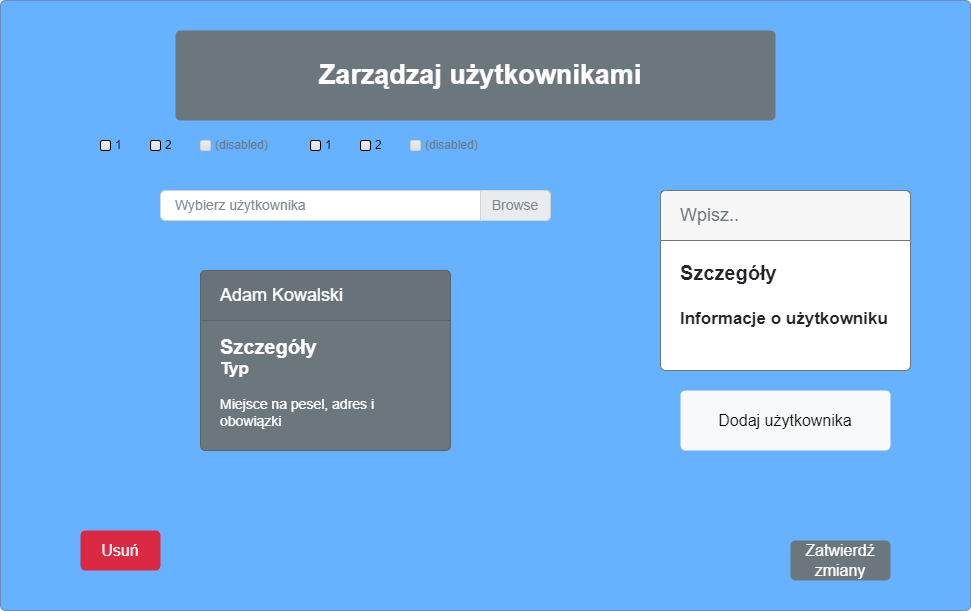 Zarządzaj użytkownikami
1 2 (disabled) 1 2 (disabled)
Wybierz użytkownika Browse
Wpisz..
Szczegóły
Informacje o użytkowniku
Adam Kowalski
Szczegóły
Typ
Miejsce na pesel, adres i
obowiązki
Dodaj użytkownika
Usuń
Zatwierdź
zmiany